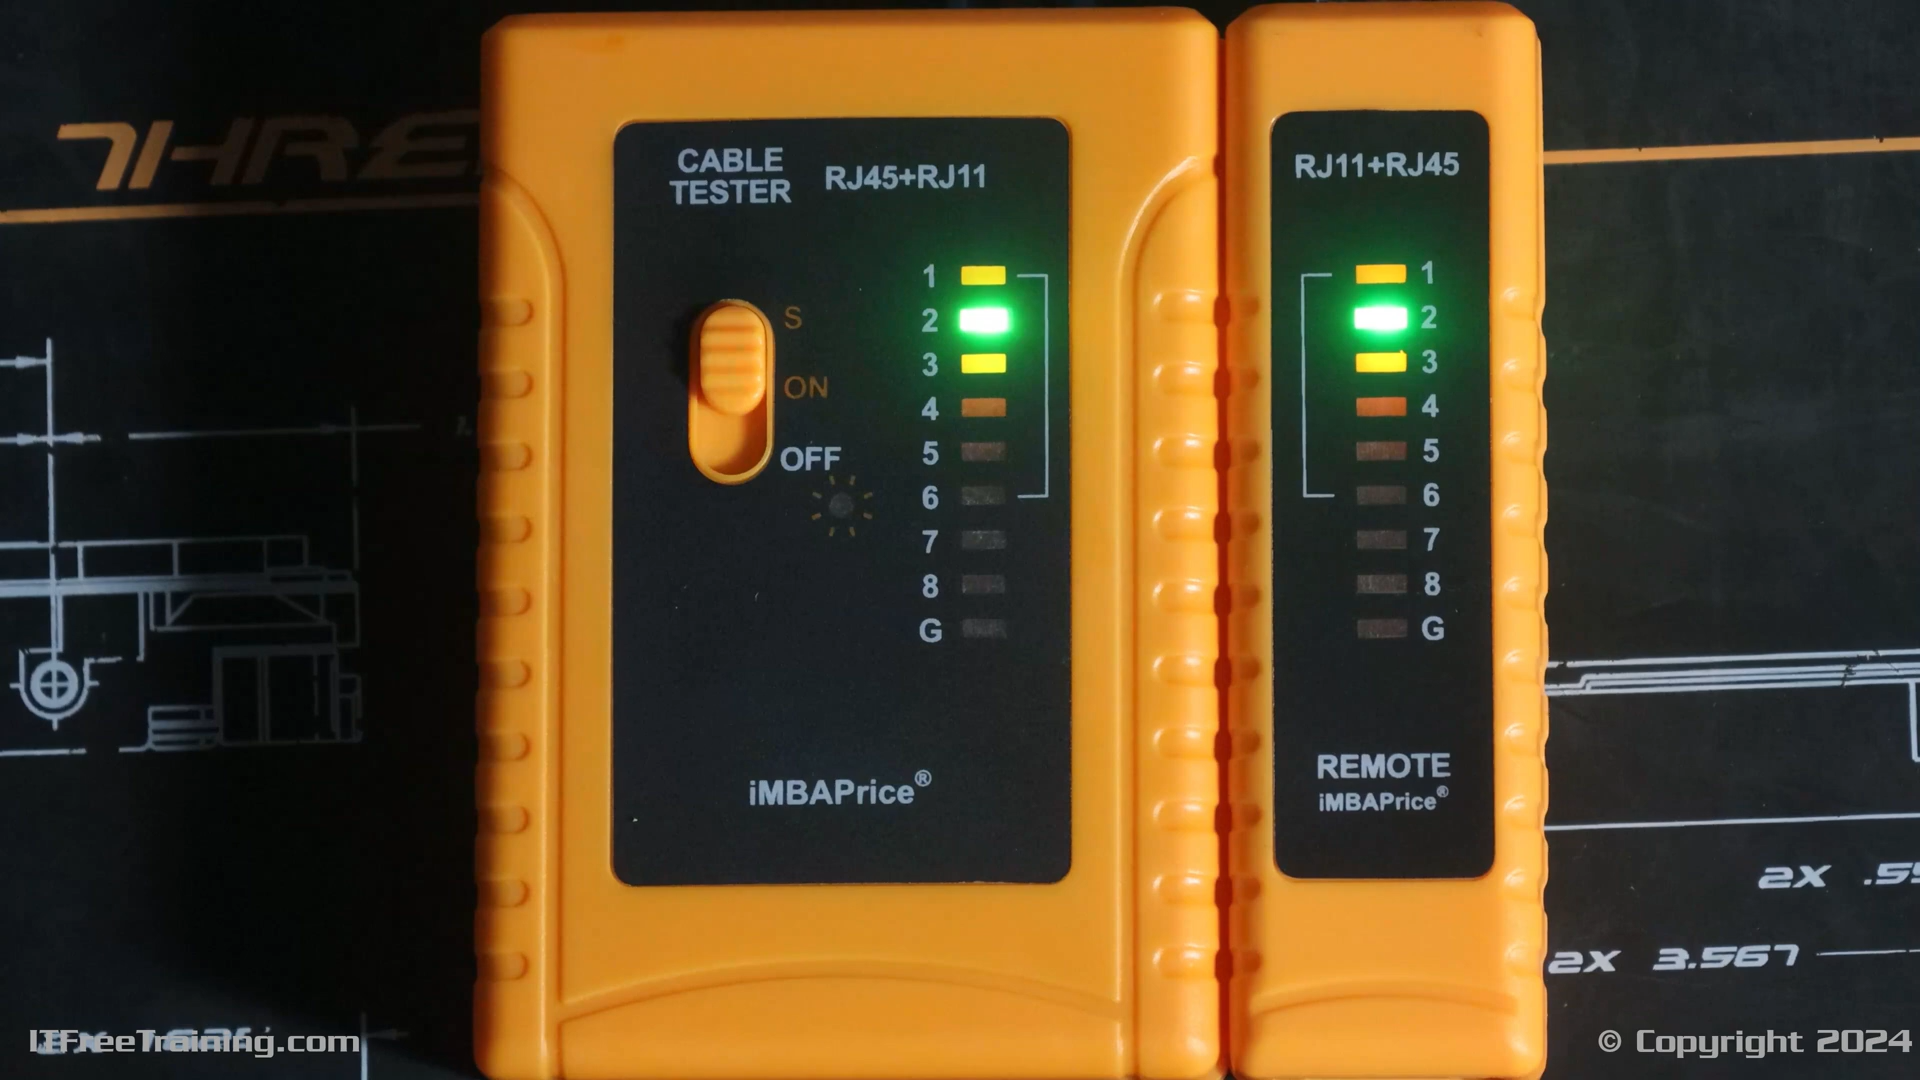 CABLE
TESTER
RJ45+RJ11
S
ON
OFF
1
2
3
4
5
6
7
8
G
iMBAPrice®
RJ11+RJ45
1
2
3
4
5
6
7
8
G
REMOTE
iMBAPrice®
2X
2X 3.567
ITFreeTraining.com
© Copyright 2024